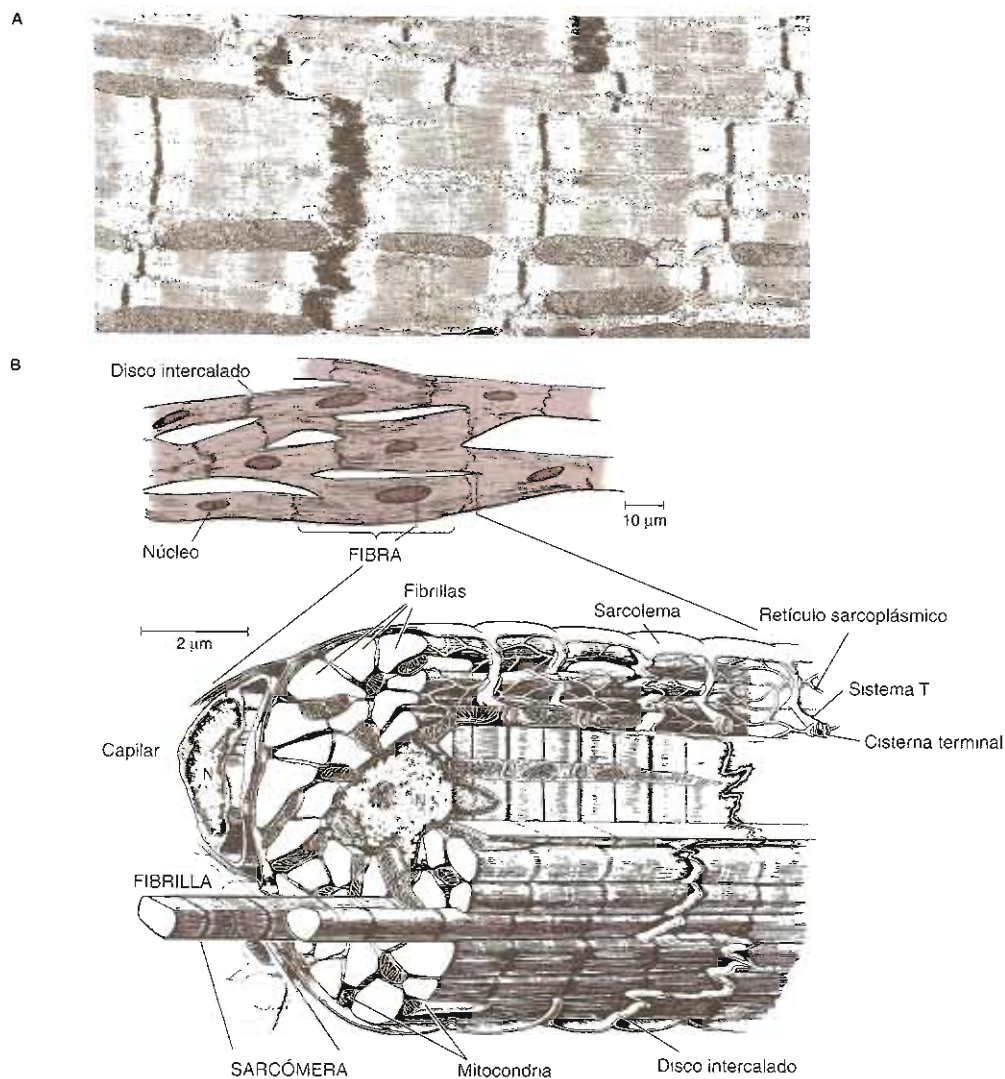 A
B
Disco intercalado
10 µm
Núcleo
FIBRA
Fibrillas
Sarcolema
Retículo sarcoplásmico
2 µm
Sistema T
Cisterna terminal
Capilar
N
N
FIBRILLA
SARCÓMERA
Mitocondria
Disco intercalado